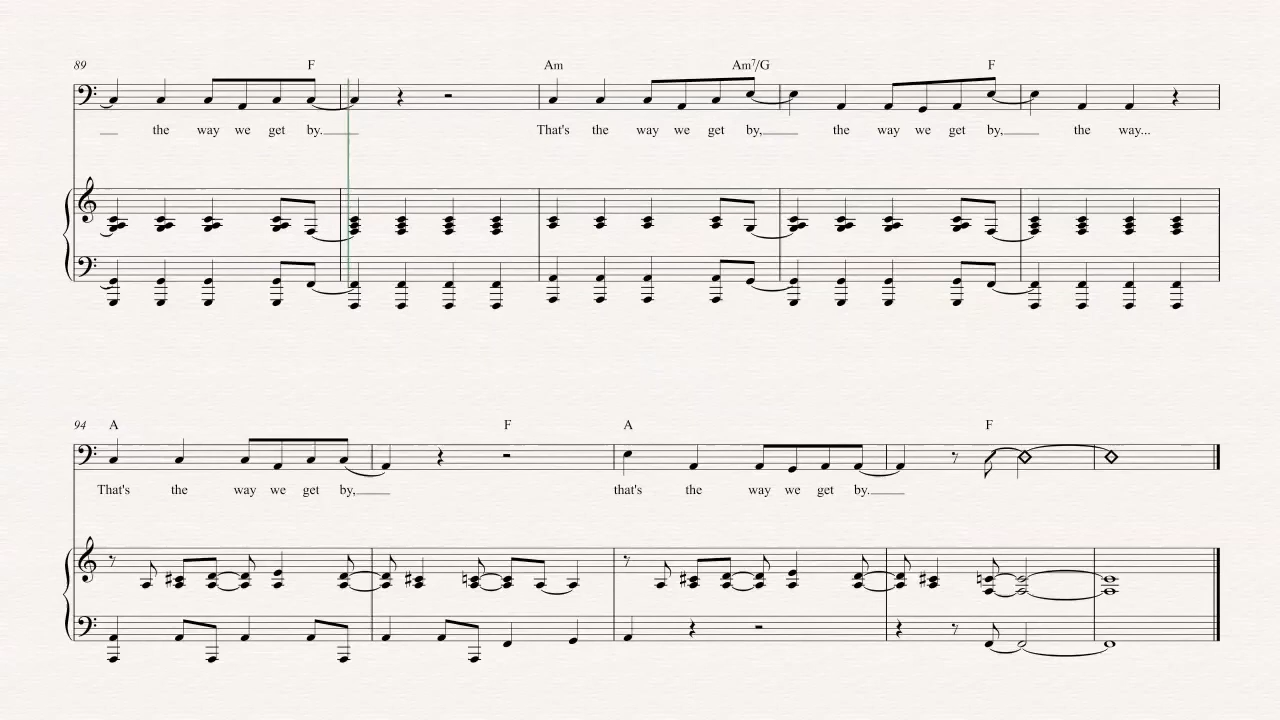 89 F Am Am⁷/G F
the way we get by. That's the way we get by, the way we get by, the way...
94 A F A F
That's the way we get by, that's the way we get by.